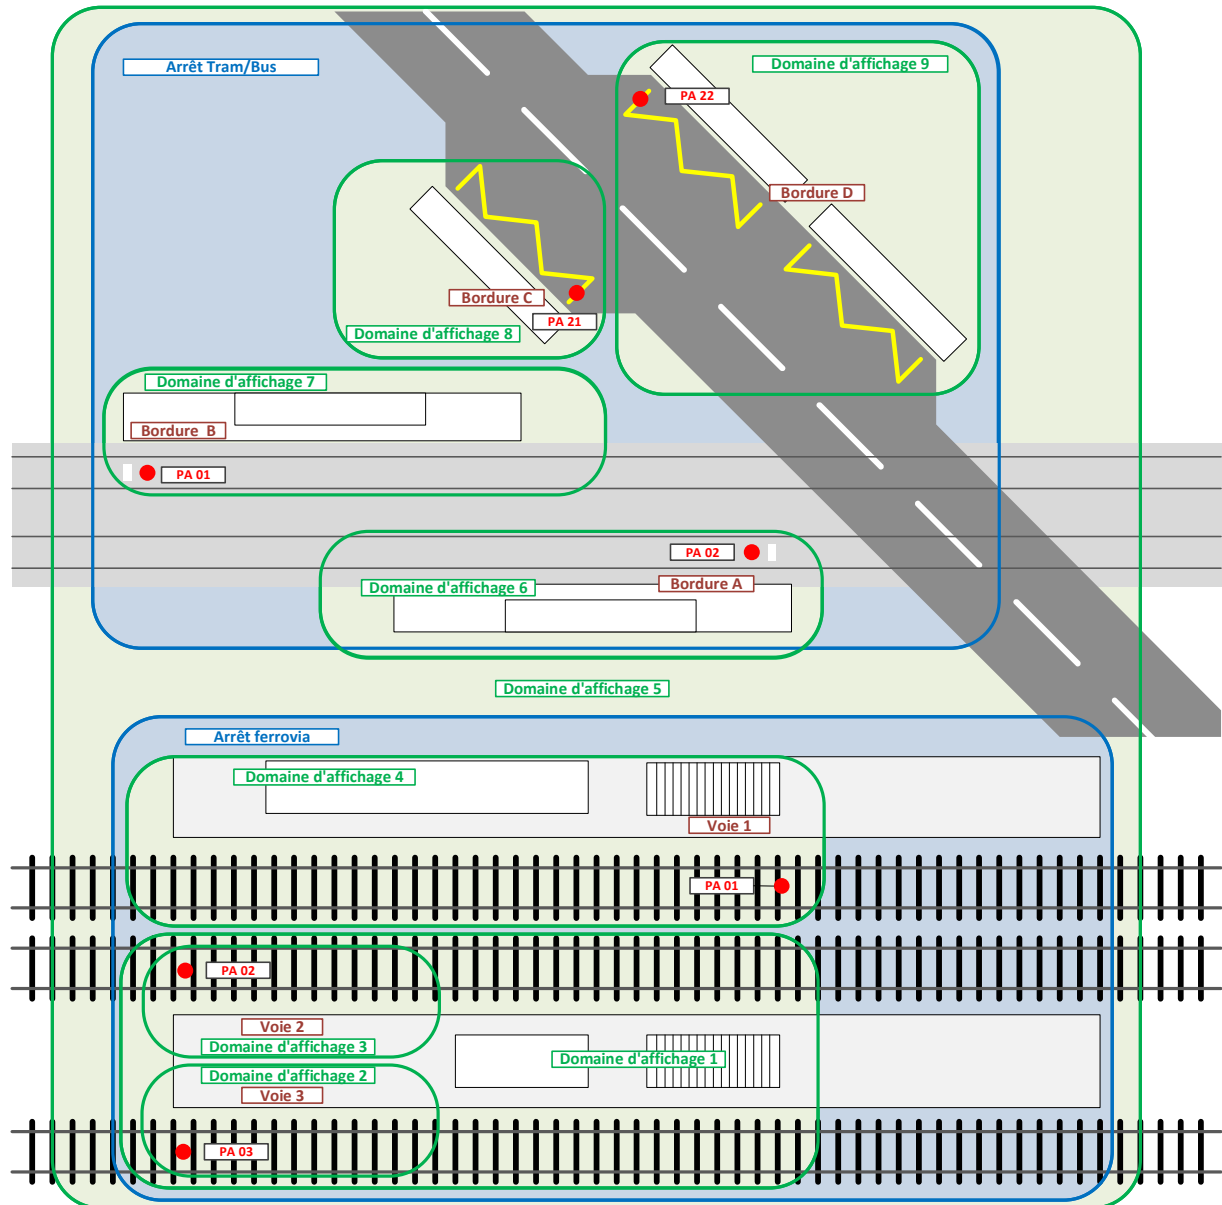 Arrêt Tram/Bus
Domaine d'affichage 9
PA 22
Bordure D
Bordure C
PA 21
Domaine d'affichage 8
Domaine d'affichage 7
Bordure B
PA 01
PA 02
Bordure A
Domaine d'affichage 6
Domaine d'affichage 5
Arrêt ferrovia
Domaine d'affichage 4
Voie 1
PA 01
PA 02
Voie 2
Domaine d'affichage 3
Domaine d'affichage 1
Domaine d'affichage 2
Voie 3
PA 03